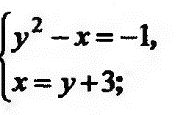 y² − x = −1,
x = y + 3;